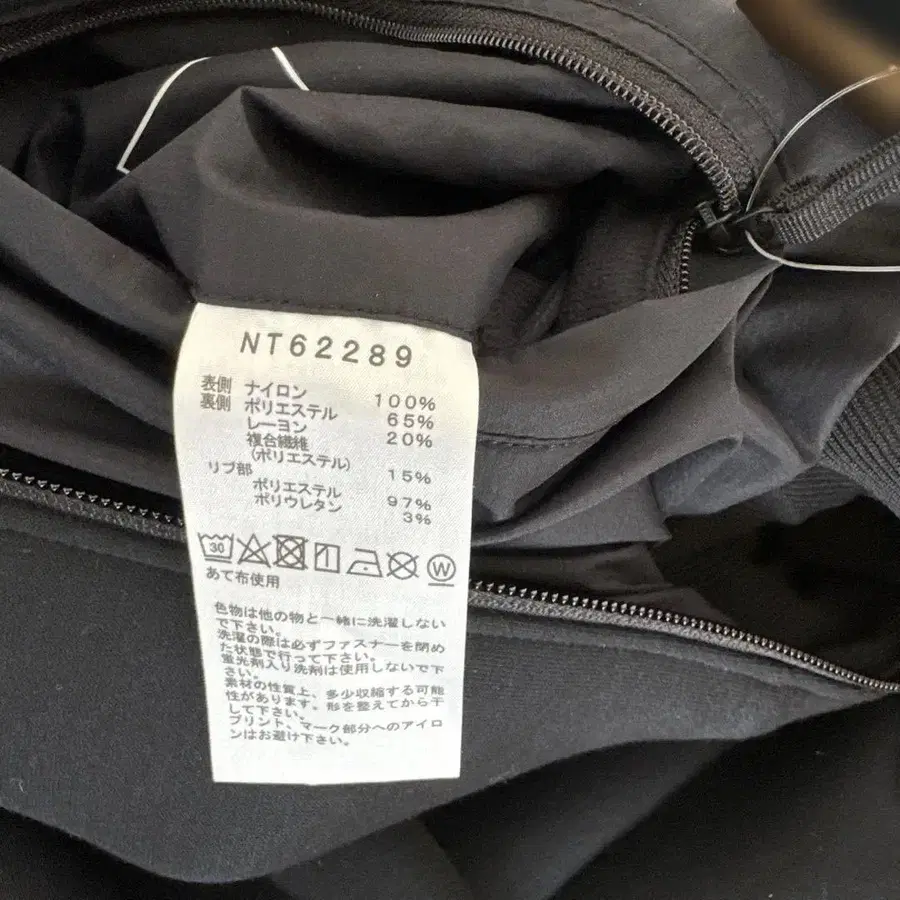 NT62289
表側 ナイロン 100%
裏側 ポリエステル 65%
レーヨン 20%
複合繊維
(ポリエステル) 15%
リブ部
ポリエステル 97%
ポリウレタン 3%
30
W
あて布使用
色物は他の物と一緒に洗濯しない
で下さい。
洗濯の際は必ずファスナーを閉め
た状態で行って下さい。
蛍光剤入り洗剤は使用しないで下
さい。
素材の性質上、多少収縮する可能
性があります。形を整えてから干
して下さい。
プリント、マーク部分へのアイロ
ンはお避け下さい。